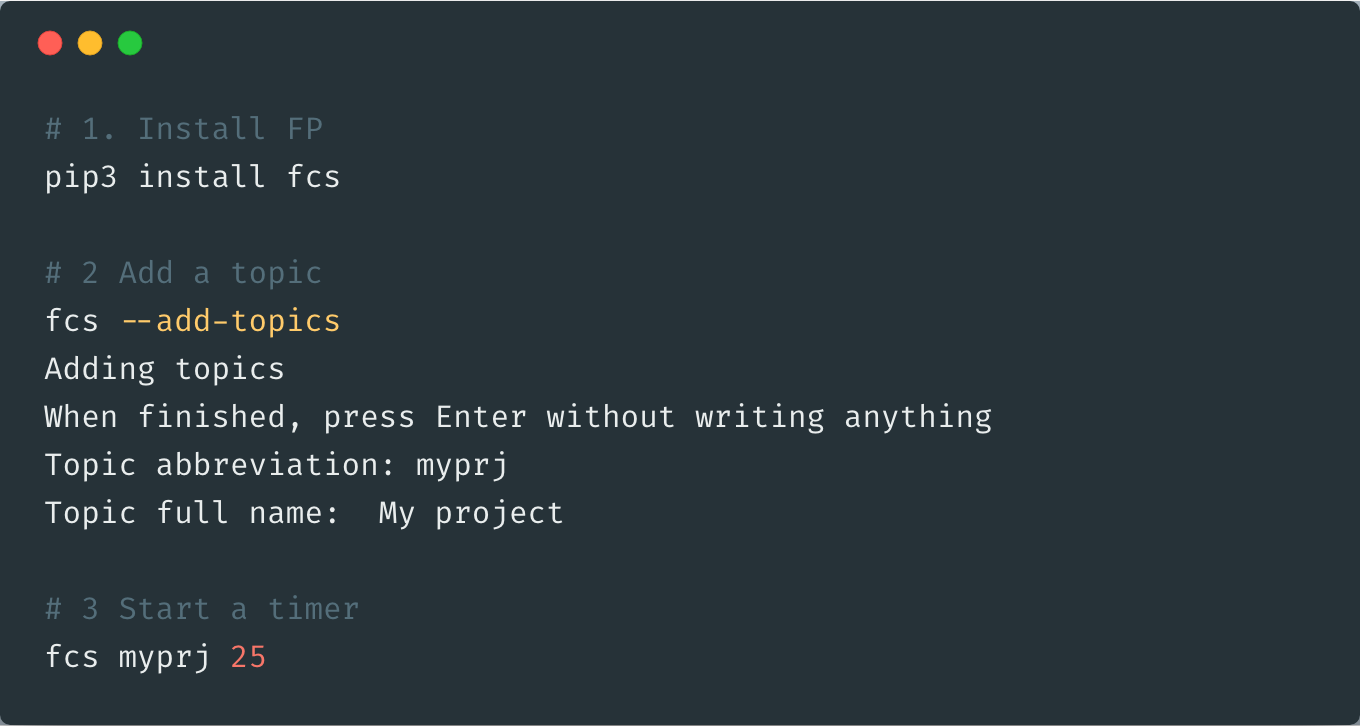 # 1. Install FP
pip3 install fcs
# 2 Add a topic
fcs --add-topics
Adding topics
When finished, press Enter without writing anything
Topic abbreviation: myprj
Topic full name:  My project
# 3 Start a timer
fcs myprj 25